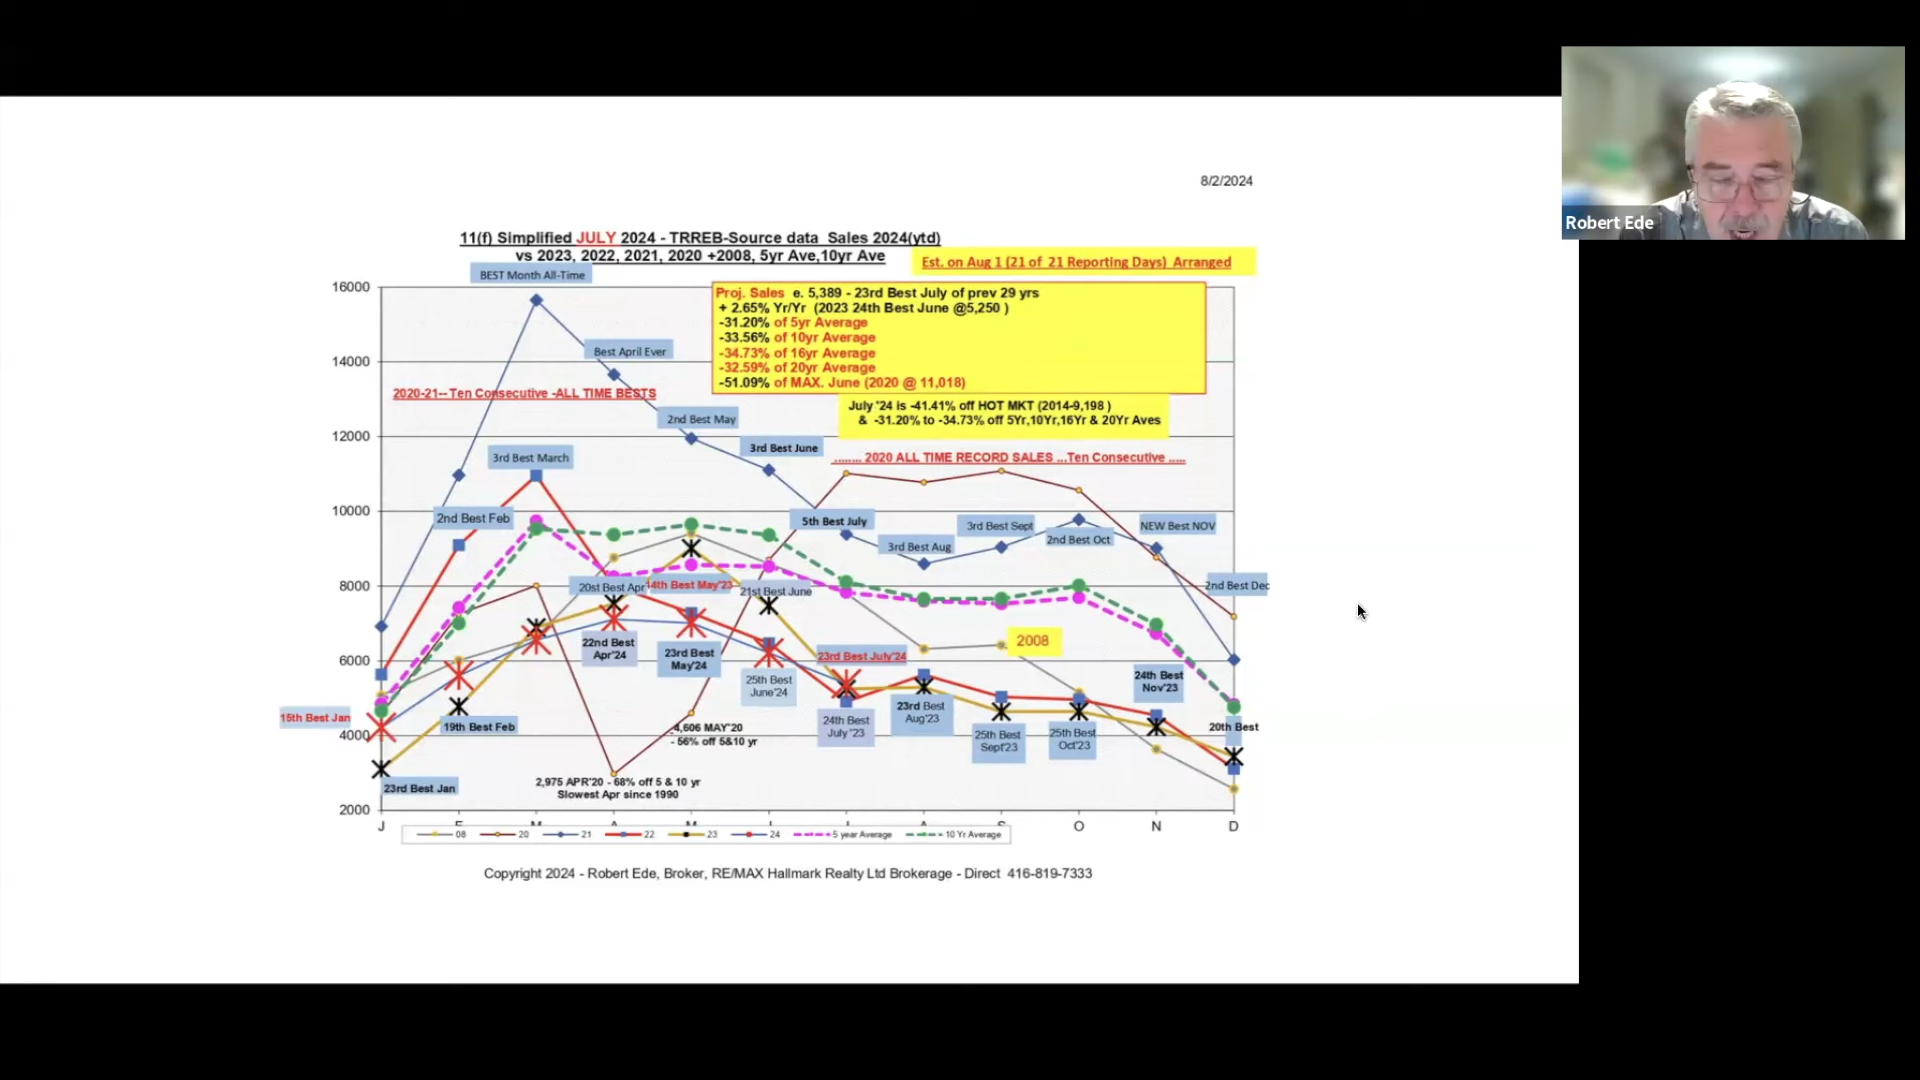 8/2/2024
Robert Ede
11(f) Simplified JULY 2024 - TRREB-Source data Sales 2024(ytd)
vs 2023, 2022, 2021, 2020 +2008, 5yr Ave,10yr Ave
Est. on Aug 1 (21 of 21 Reporting Days) Arranged
BEST Month All-Time
Proj. Sales e. 5,389 - 23rd Best July of prev 29 yrs
+ 2.65% Yr/Yr (2023 24th Best June @5,250 )
-31.20% of 5yr Average
-33.56% of 10yr Average
-34.73% of 16yr Average
-32.59% of 20yr Average
-51.09% of MAX. June (2020 @ 11,018)
July '24 is -41.41% off HOT MKT (2014-9,198 )
& -31.20% to -34.73% off 5Yr,10Yr,16Yr & 20Yr Aves
........ 2020 ALL TIME RECORD SALES ...Ten Consecutive .....
16000
14000
12000
10000
8000
6000
4000
2000
Best April Ever
2020-21-- Ten Consecutive -ALL TIME BESTS
2nd Best May
3rd Best June
3rd Best March
2nd Best Feb
5th Best July
3rd Best Aug
3rd Best Sept
2nd Best Oct
NEW Best NOV
2nd Best Dec
20st Best Apr
14th Best May'23
21st Best June
2008
22nd Best
Apr'24
23rd Best
May'24
25th Best
June'24
23rd Best July'24
24th Best
July '23
23rd Best
Aug'23
25th Best
Sept'23
25th Best
Oct'23
24th Best
Nov'23
20th Best
15th Best Jan
19th Best Feb
23rd Best Jan
4,606 MAY'20
- 56% off 5&10 yr
2,975 APR'20 - 68% off 5 & 10 yr
Slowest Apr since 1990
J F M A M J J A S O N D
08 20 21 22 23 24 5 year Average 10 Yr Average
Copyright 2024 - Robert Ede, Broker, RE/MAX Hallmark Realty Ltd Brokerage - Direct 416-819-7333